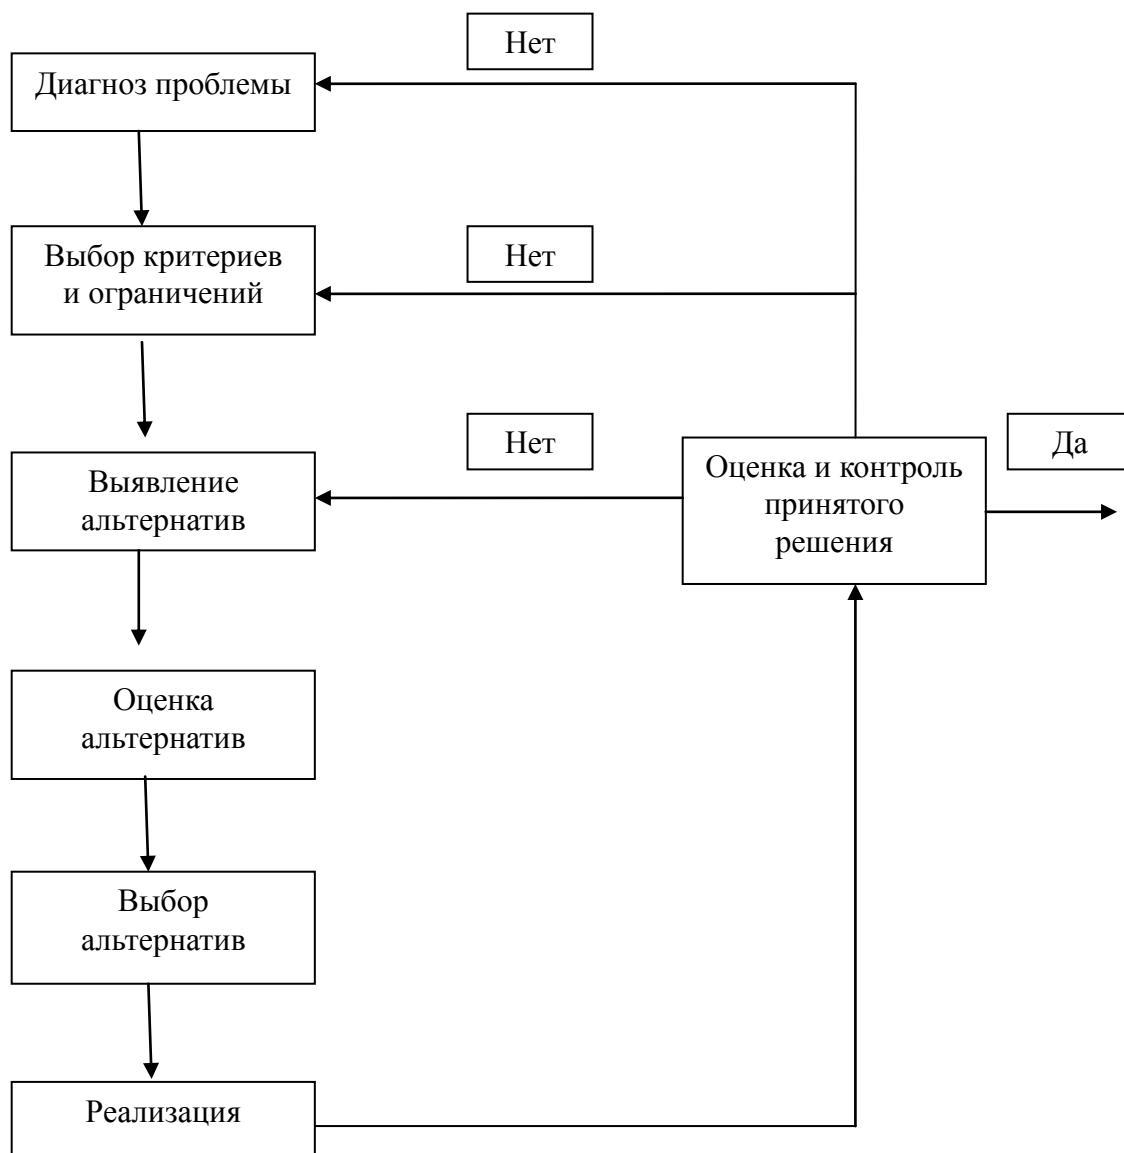 Нет
Диагноз проблемы
Выбор критериев
и ограничений
Нет
Выявление
альтернатив
Нет
Оценка и контроль
принятого
решения
Да
Оценка
альтернатив
Выбор
альтернатив
Реализация